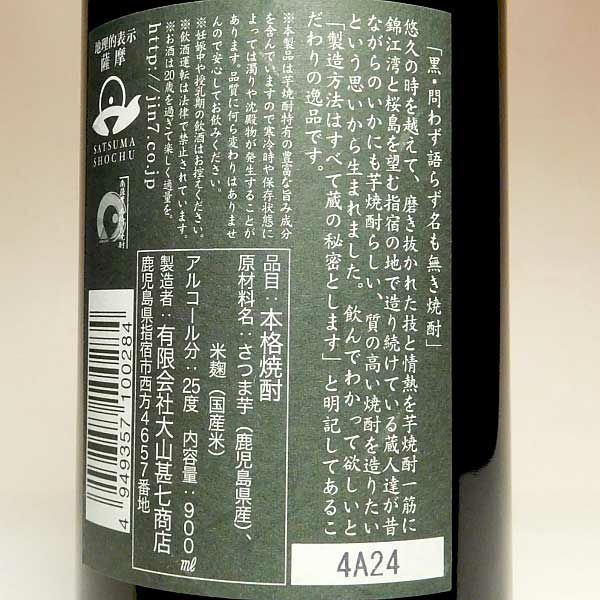 「黒・問わず語らず名も無き焼酎」
悠久の時を越えて、磨き抜かれた技と情熱を芋焼酎一筋に
錦江湾と桜島を望む指宿の地で造り続けている蔵人達が昔
ながらのいかにも芋焼酎らしい、質の高い焼酎を造りたい
という思いから生まれました。飲んでわかって欲しいと
「製造方法はすべて蔵の秘密とします」と明記してあるこ
だわりの逸品です。
※本製品は芋焼酎特有の豊富な旨み成分
を含んでいますので寒冷時や保存状態に
よっては濁りや沈殿物が発生することが
あります。品質に何ら変わりはありませ
んので安心してお飲みください。
※妊娠中や授乳期の飲酒はお控えください。
※飲酒運転は法律で禁止されています。
※お酒は20歳を過ぎて楽しく適量を。
http://jin7.co.jp
地理的表示
薩摩
SATSUMA
SHOCHU
品目：本格焼酎
原材料名：さつま芋（鹿児島県産）、
米麹（国産米）
アルコール分：25度 内容量：900㎖
製造者：有限会社大山甚七商店
鹿児島県指宿市西方4657番地
4 949357 100284
4A24